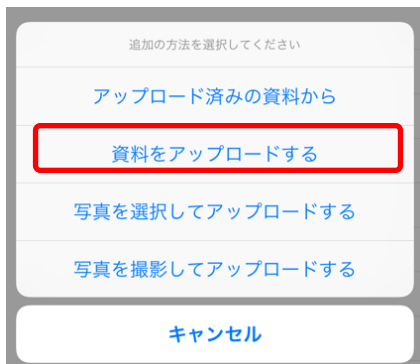 追加の方法を選択してください
アップロード済みの資料から
資料をアップロードする
写真を選択してアップロードする
写真を撮影してアップロードする
キャンセル